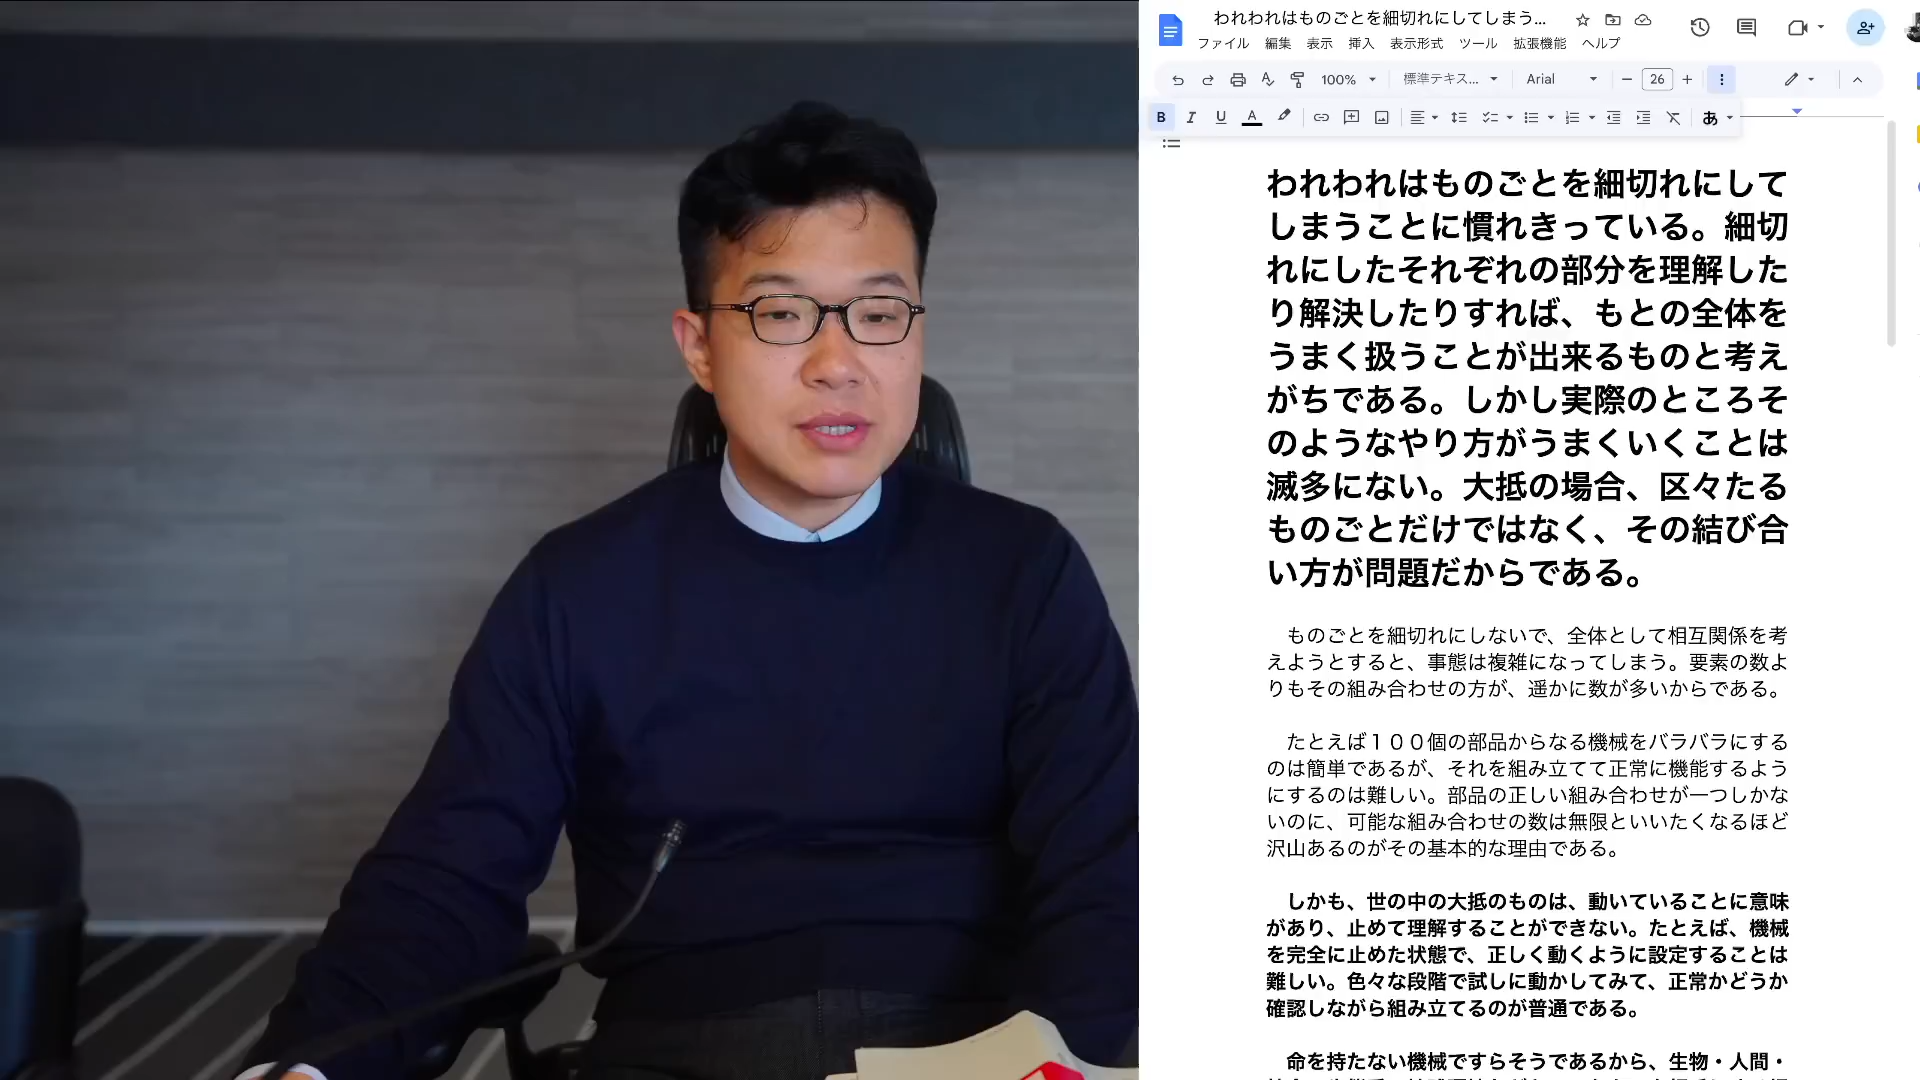 われわれはものごとを細切れにしてしまう...
ファイル 編集 表示 挿入 表示形式 ツール 拡張機能 ヘルプ
100% 標準テキス... Arial 26
B I U A あ
われわれはものごとを細切れにして
しまうことに慣れきっている。細切
れにしたそれぞれの部分を理解した
り解決したりすれば、もとの全体を
うまく扱うことが出来るものと考え
がちである。しかし実際のところそ
のようなやり方がうまくいくことは
滅多にない。大抵の場合、区々たる
ものごとだけではなく、その結び合
い方が問題だからである。
ものごとを細切れにしないで、全体として相互関係を考
えようとすると、事態は複雑になってしまう。要素の数よ
りもその組み合わせの方が、遥かに数が多いからである。
たとえば１００個の部品からなる機械をバラバラにする
のは簡単であるが、それを組み立てて正常に機能するよう
にするのは難しい。部品の正しい組み合わせが一つしかな
いのに、可能な組み合わせの数は無限といいたくなるほど
沢山あるのがその基本的な理由である。
しかも、世の中の大抵のものは、動いていることに意味
があり、止めて理解することができない。たとえば、機械
を完全に止めた状態で、正しく動くように設定することは
難しい。色々な段階で試しに動かしてみて、正常かどうか
確認しながら組み立てるのが普通である。
命を持たない機械ですらそうであるから、生物・人間・